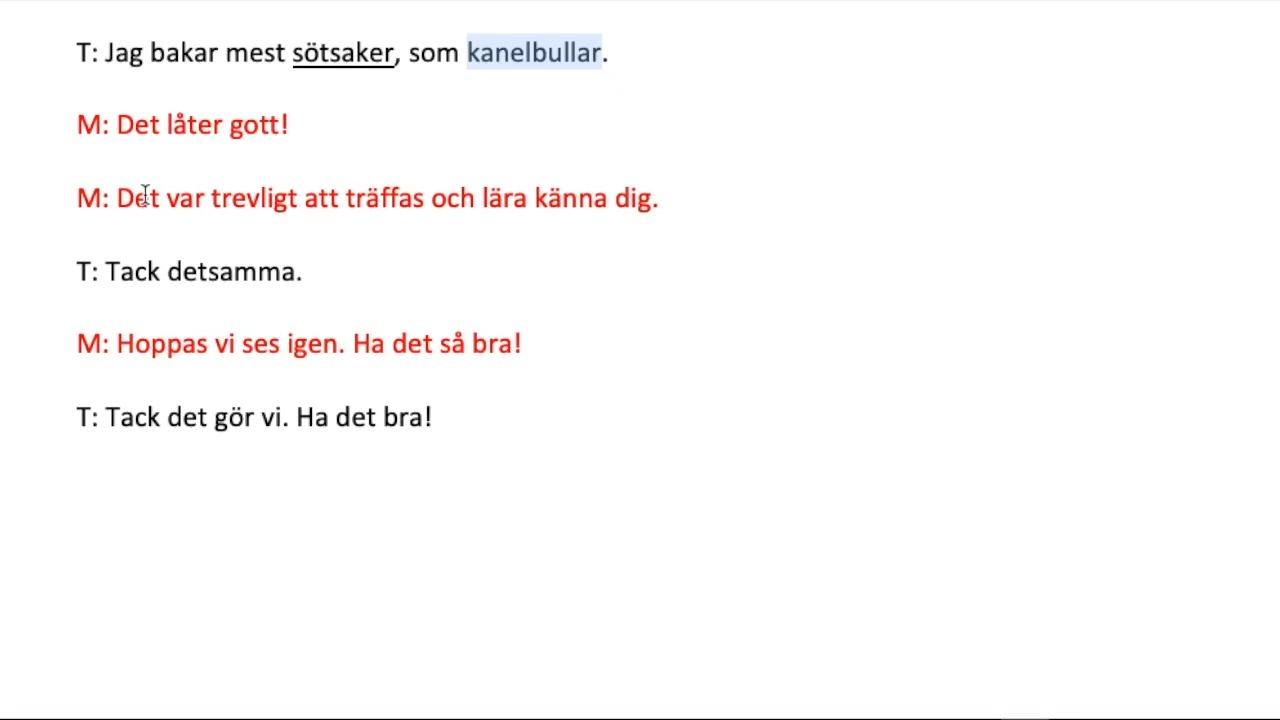 T: Jag bakar mest sötsaker, som kanelbullar.
M: Det låter gott!
M: Det var trevligt att träffas och lära känna dig.
T: Tack detsamma.
M: Hoppas vi ses igen. Ha det så bra!
T: Tack det gör vi. Ha det bra!